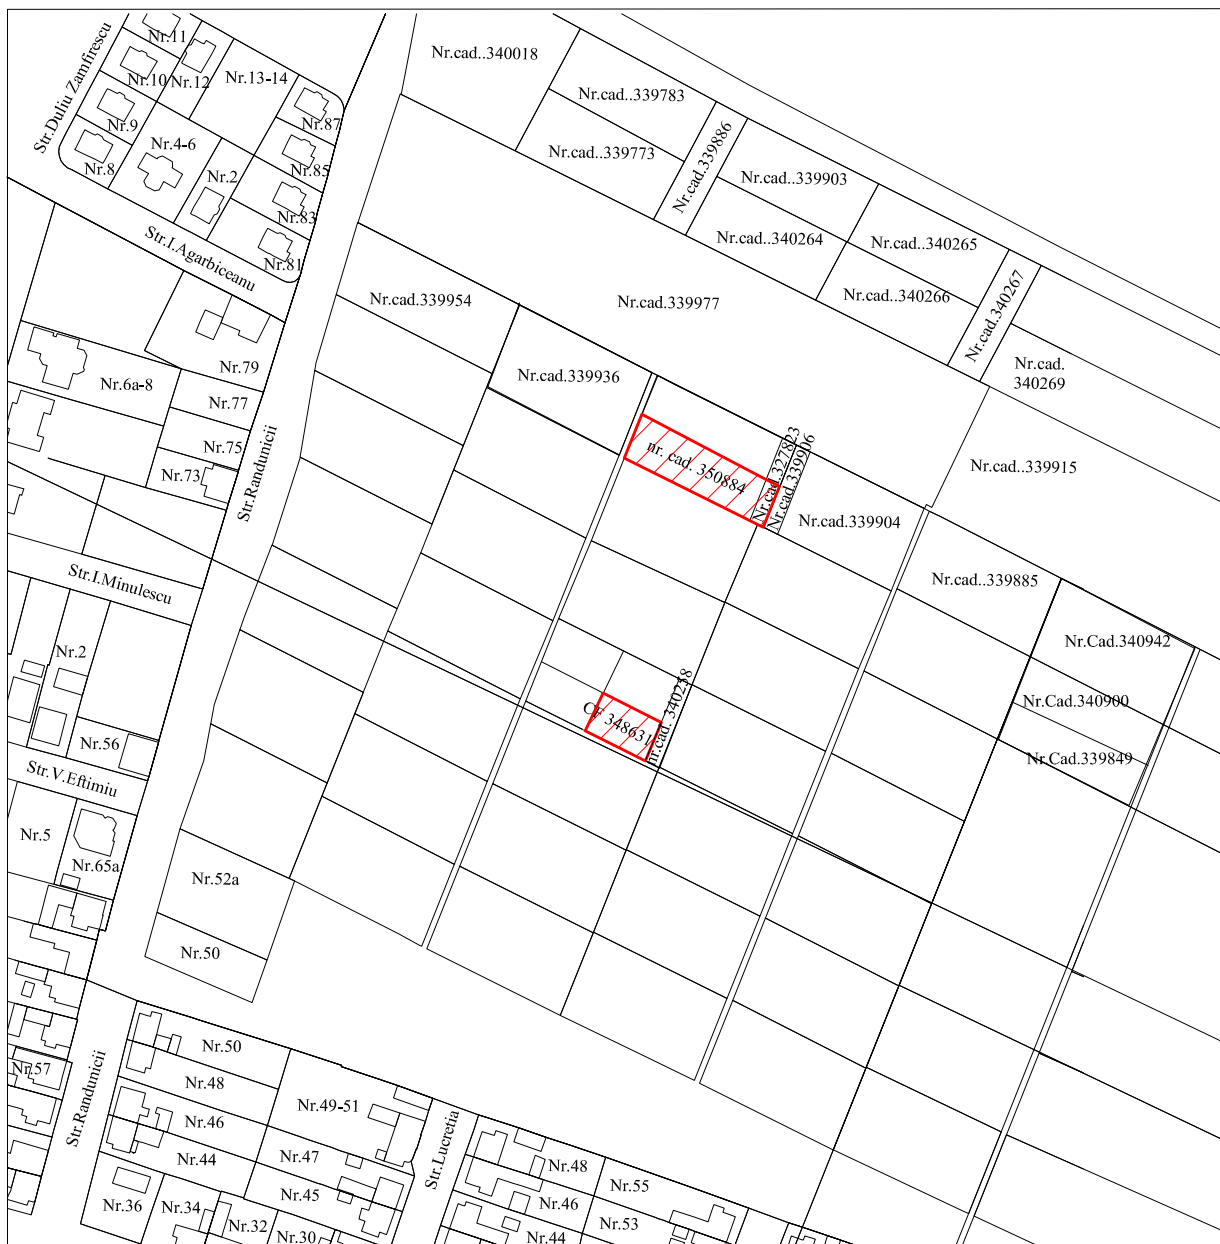 Nr.11
Nr.10
Nr.12
Nr.13-14
Nr.9
Nr.87
Str.Duliu Zamfirescu
Nr.4-6
Nr.8
Nr.2
Nr.85
Nr.83
Nr.81
Str.I.Agarbiceanu
Nr.cad..340018
Nr.cad..339783
Nr.cad..339773
Nr.cad.339886
Nr.cad..339903
Nr.cad..340264
Nr.cad..340265
Nr.cad..340266
Nr.cad.340267
Nr.cad.
340269
Nr.cad.339954
Nr.cad.339977
Nr.cad.339936
Nr.79
Nr.6a-8
Nr.77
Nr.75
Nr.73
Str.Randunicii
nr. cad. 350884
Nr.cad.327823
Nr.cad.339906
Nr.cad..339915
Nr.cad.339904
Nr.cad..339885
Str.I.Minulescu
Nr.2
Nr.Cad.340942
Nr.Cad.340900
Nr.Cad.339849
CF 348631
nr.cad. 340258
Nr.56
Str.V.Eftimiu
Nr.5
Nr.65a
Nr.52a
Nr.50
Nr.50
Nr.57
Nr.48
Nr.49-51
Nr.46
Str.Randunicii
Nr.44
Nr.47
Str.Lucretia
Nr.48
Nr.55
Nr.36
Nr.34
Nr.45
Nr.46
Nr.32
Nr.30
Nr.53
Nr.44